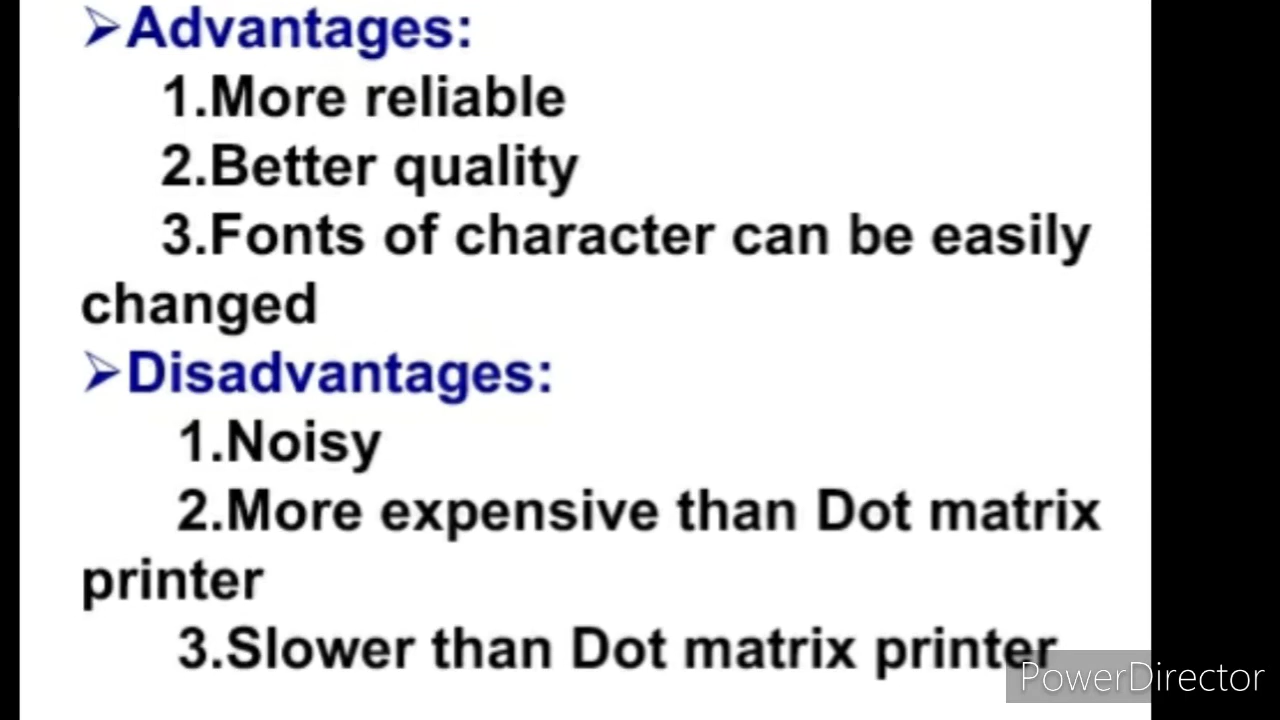 ➢Advantages:
1.More reliable
2.Better quality
3.Fonts of character can be easily
changed
➢Disadvantages:
1.Noisy
2.More expensive than Dot matrix
printer
3.Slower than Dot matrix printer
PowerDirector